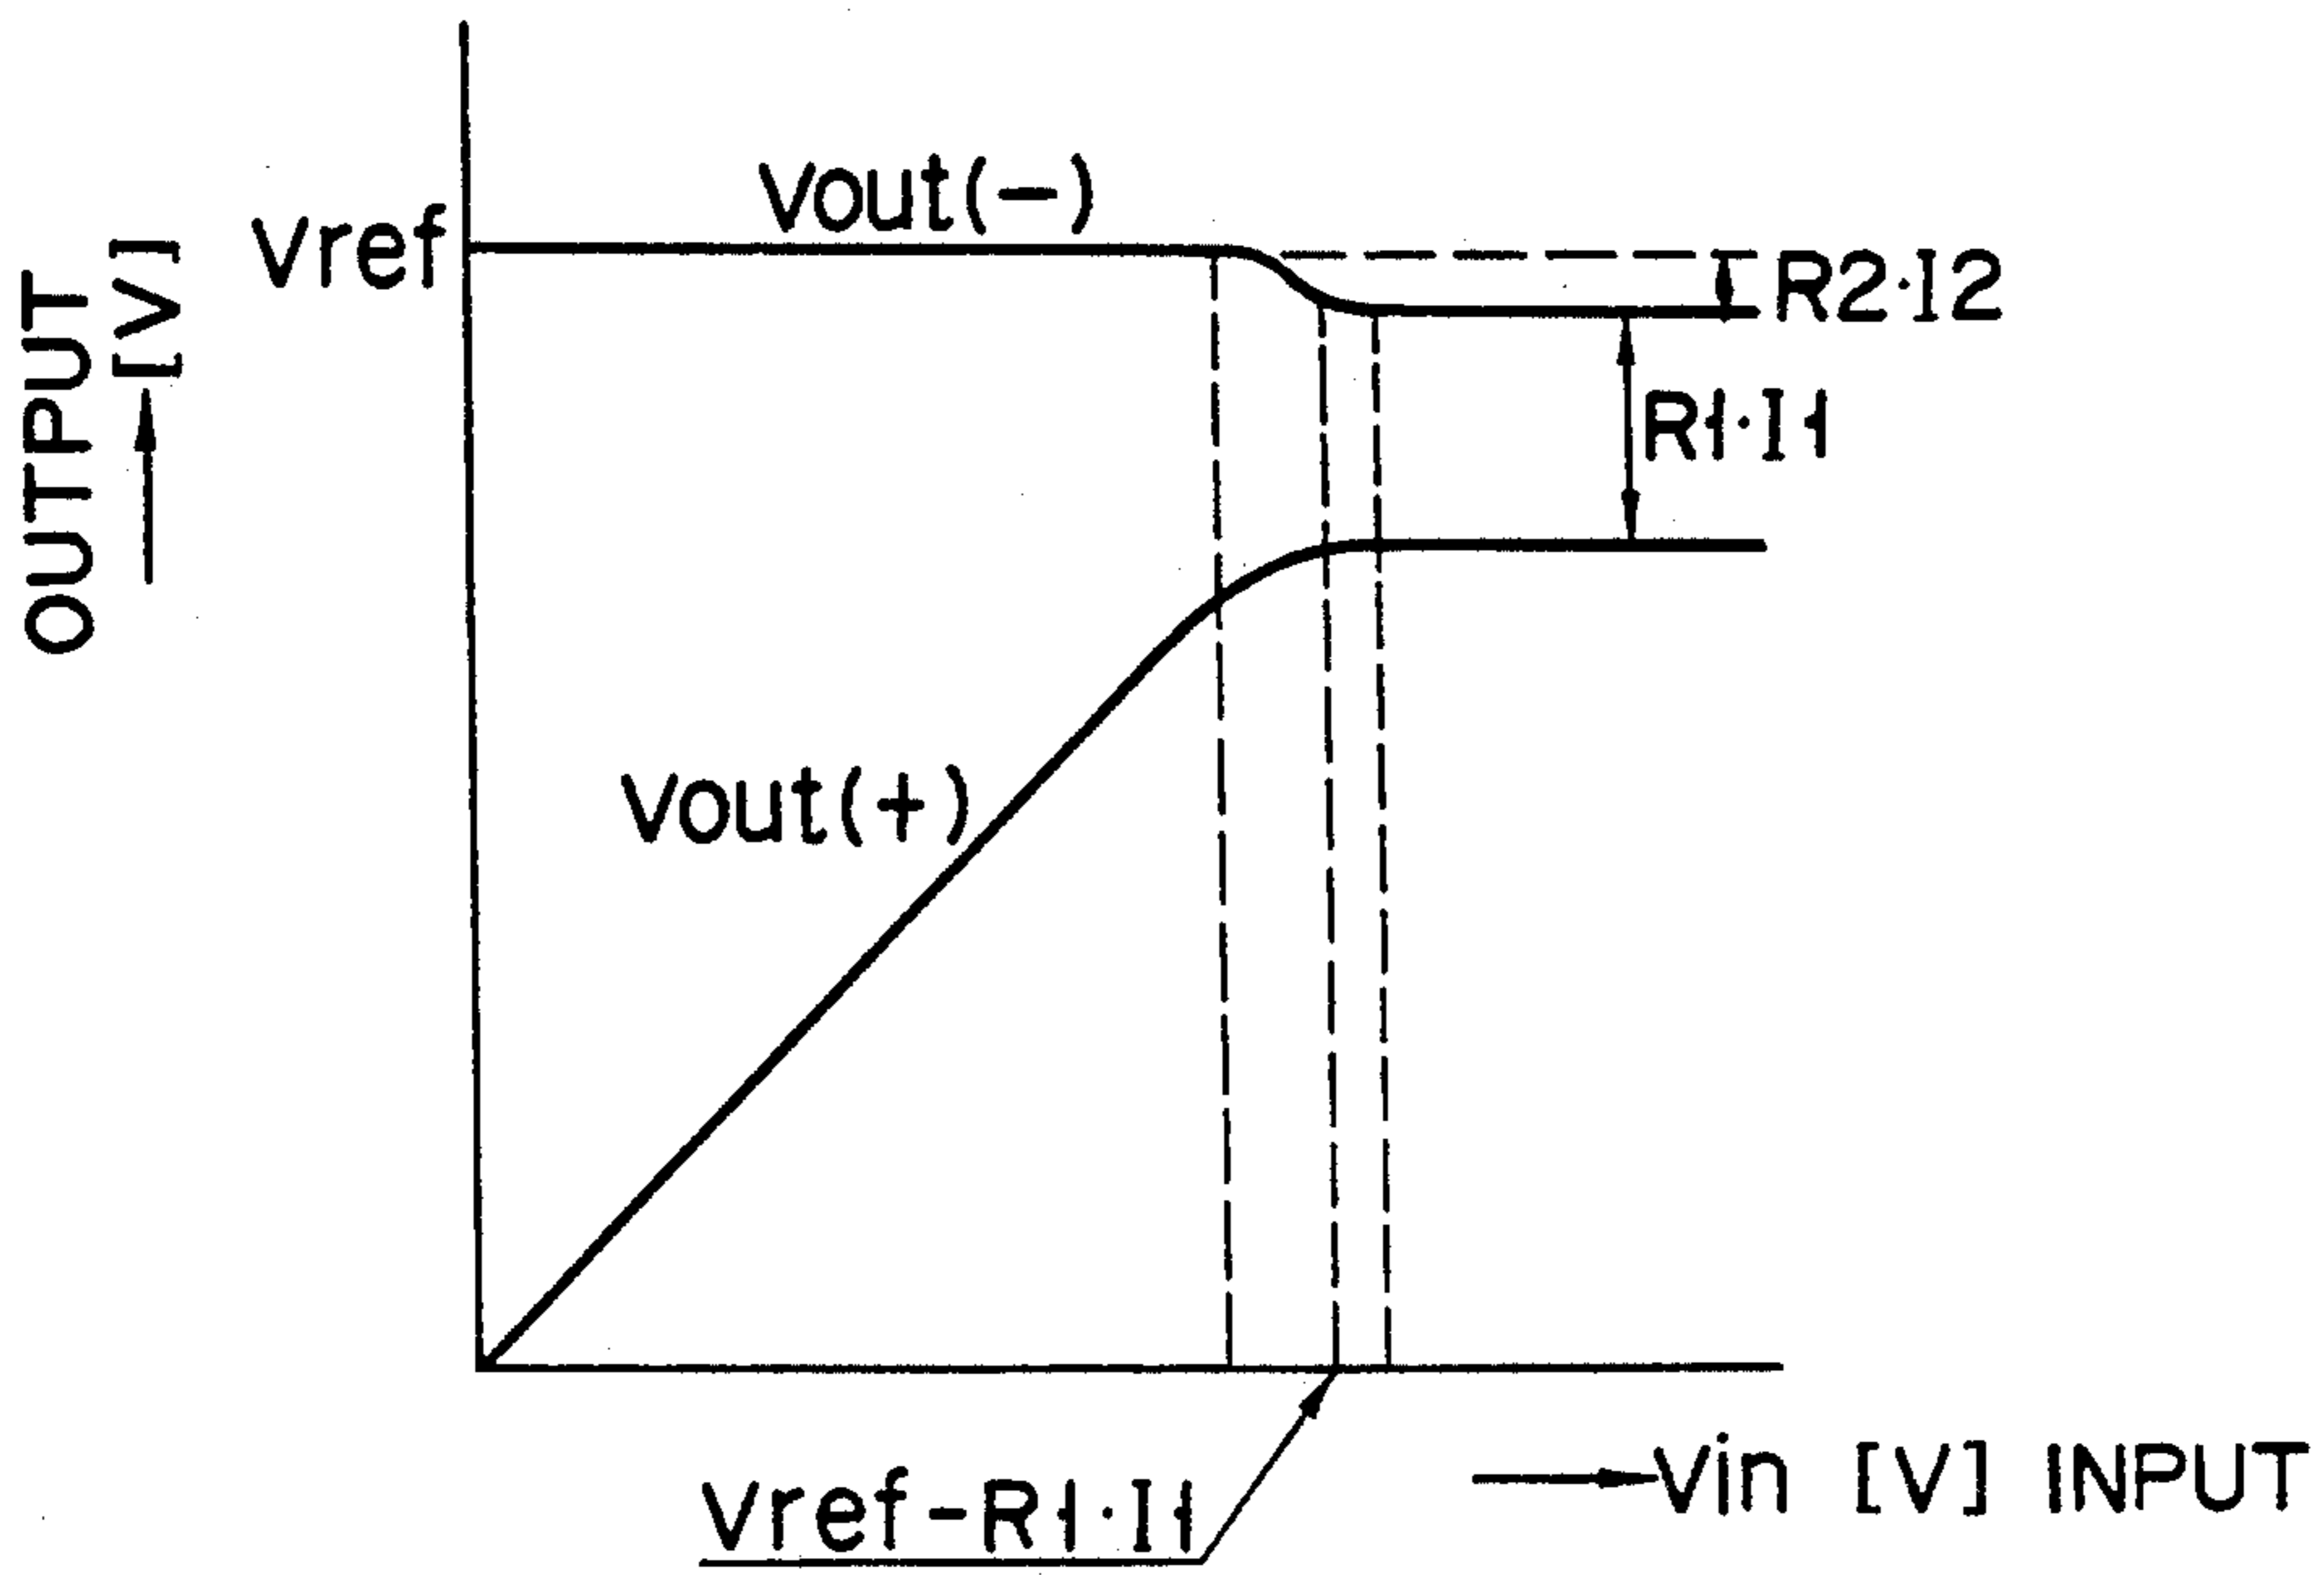 Vout(-)
Vref
OUTPUT
[V]
R2·I2
R1·I1
Vout(+)
Vref-R1·I1
Vin [V] INPUT